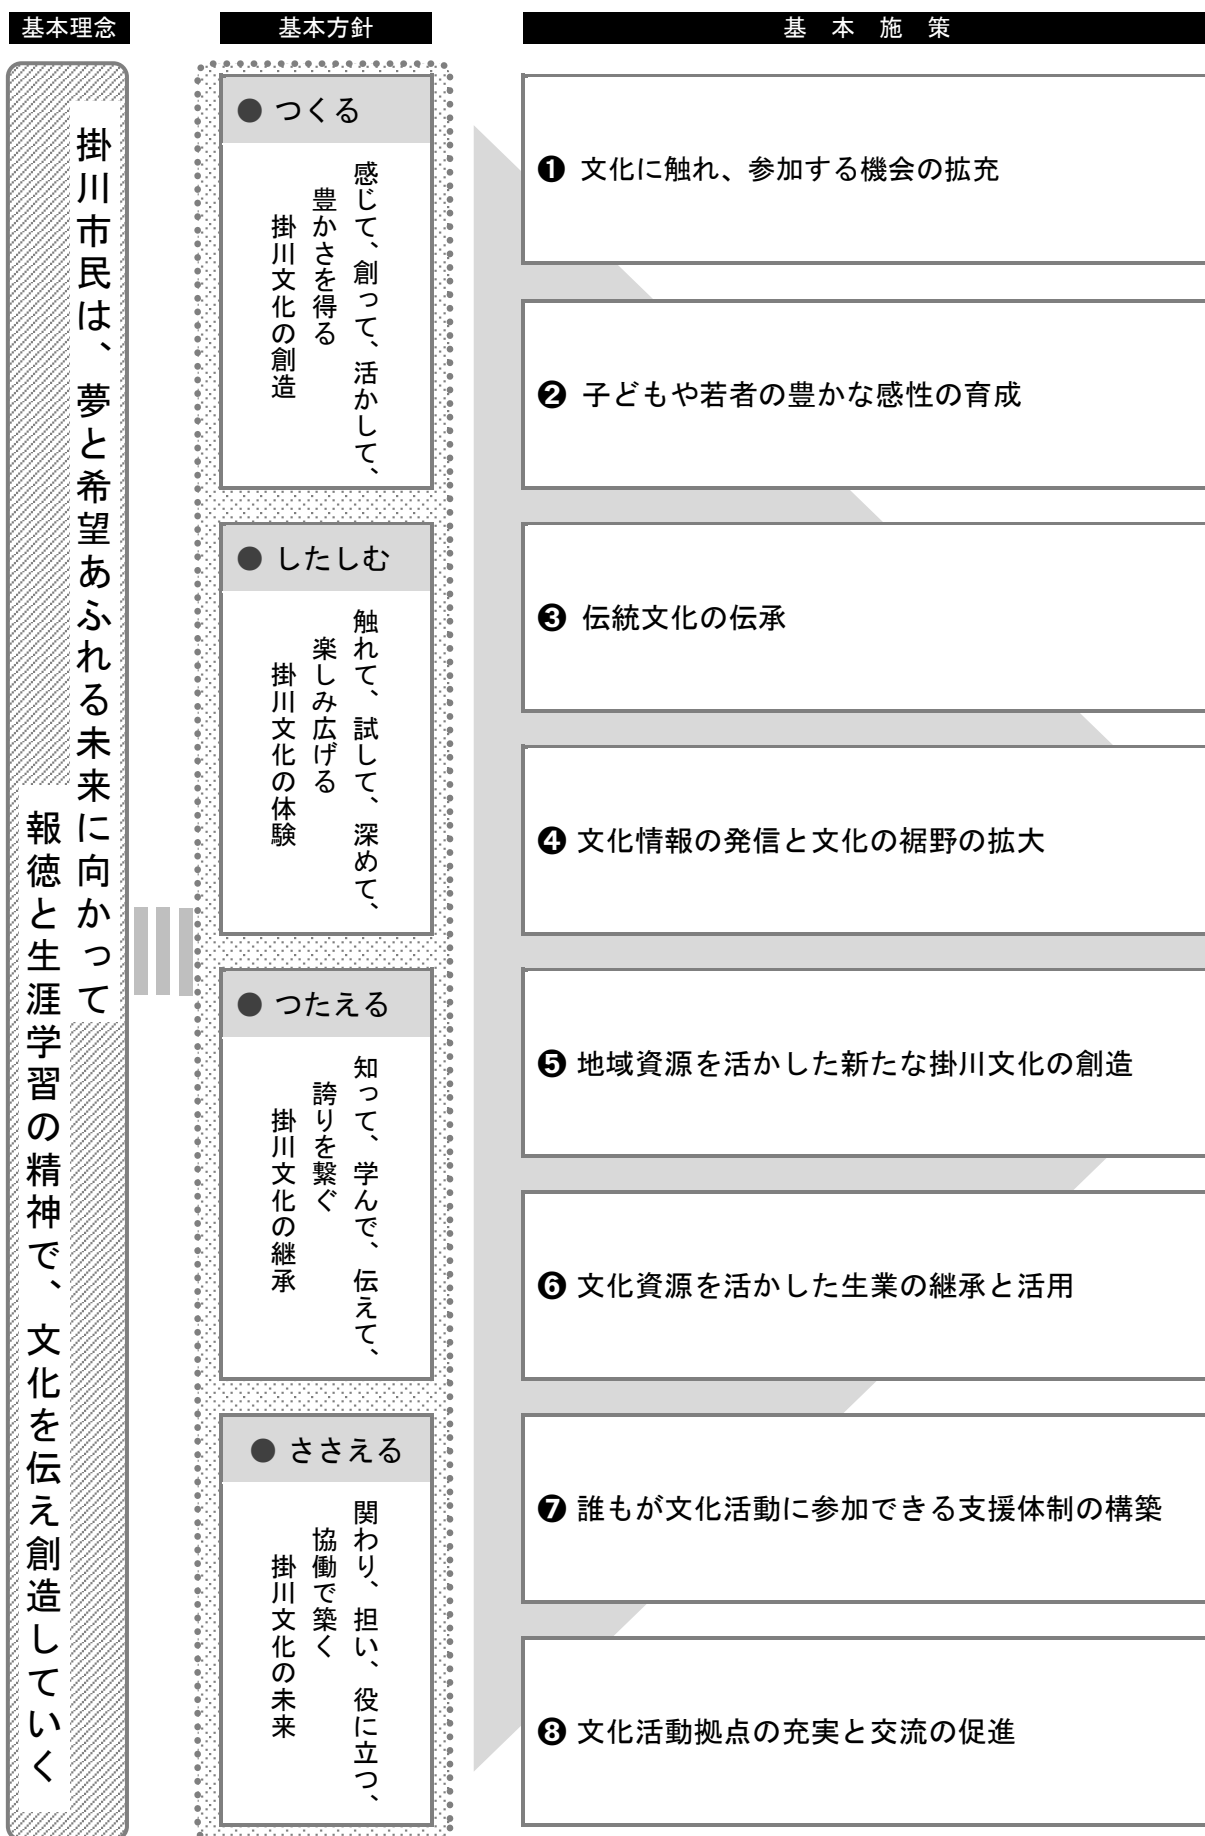 基本理念
掛川市民は、夢と希望あふれる未来に向かって
報徳と生涯学習の精神で、文化を伝え創造していく
基本方針
● つくる
感じて、創って、活かして、
豊かさを得る
掛川文化の創造
● したしむ
触れて、試して、深めて、
楽しみ広げる
掛川文化の体験
● つたえる
知って、学んで、伝えて、
誇りを繋ぐ
掛川文化の継承
● ささえる
関わり、担い、役に立つ、
協働で築く
掛川文化の未来
基 本 施 策
❶ 文化に触れ、参加する機会の拡充
❷ 子どもや若者の豊かな感性の育成
❸ 伝統文化の伝承
❹ 文化情報の発信と文化の裾野の拡大
❺ 地域資源を活かした新たな掛川文化の創造
❻ 文化資源を活かした生業の継承と活用
❼ 誰もが文化活動に参加できる支援体制の構築
❽ 文化活動拠点の充実と交流の促進